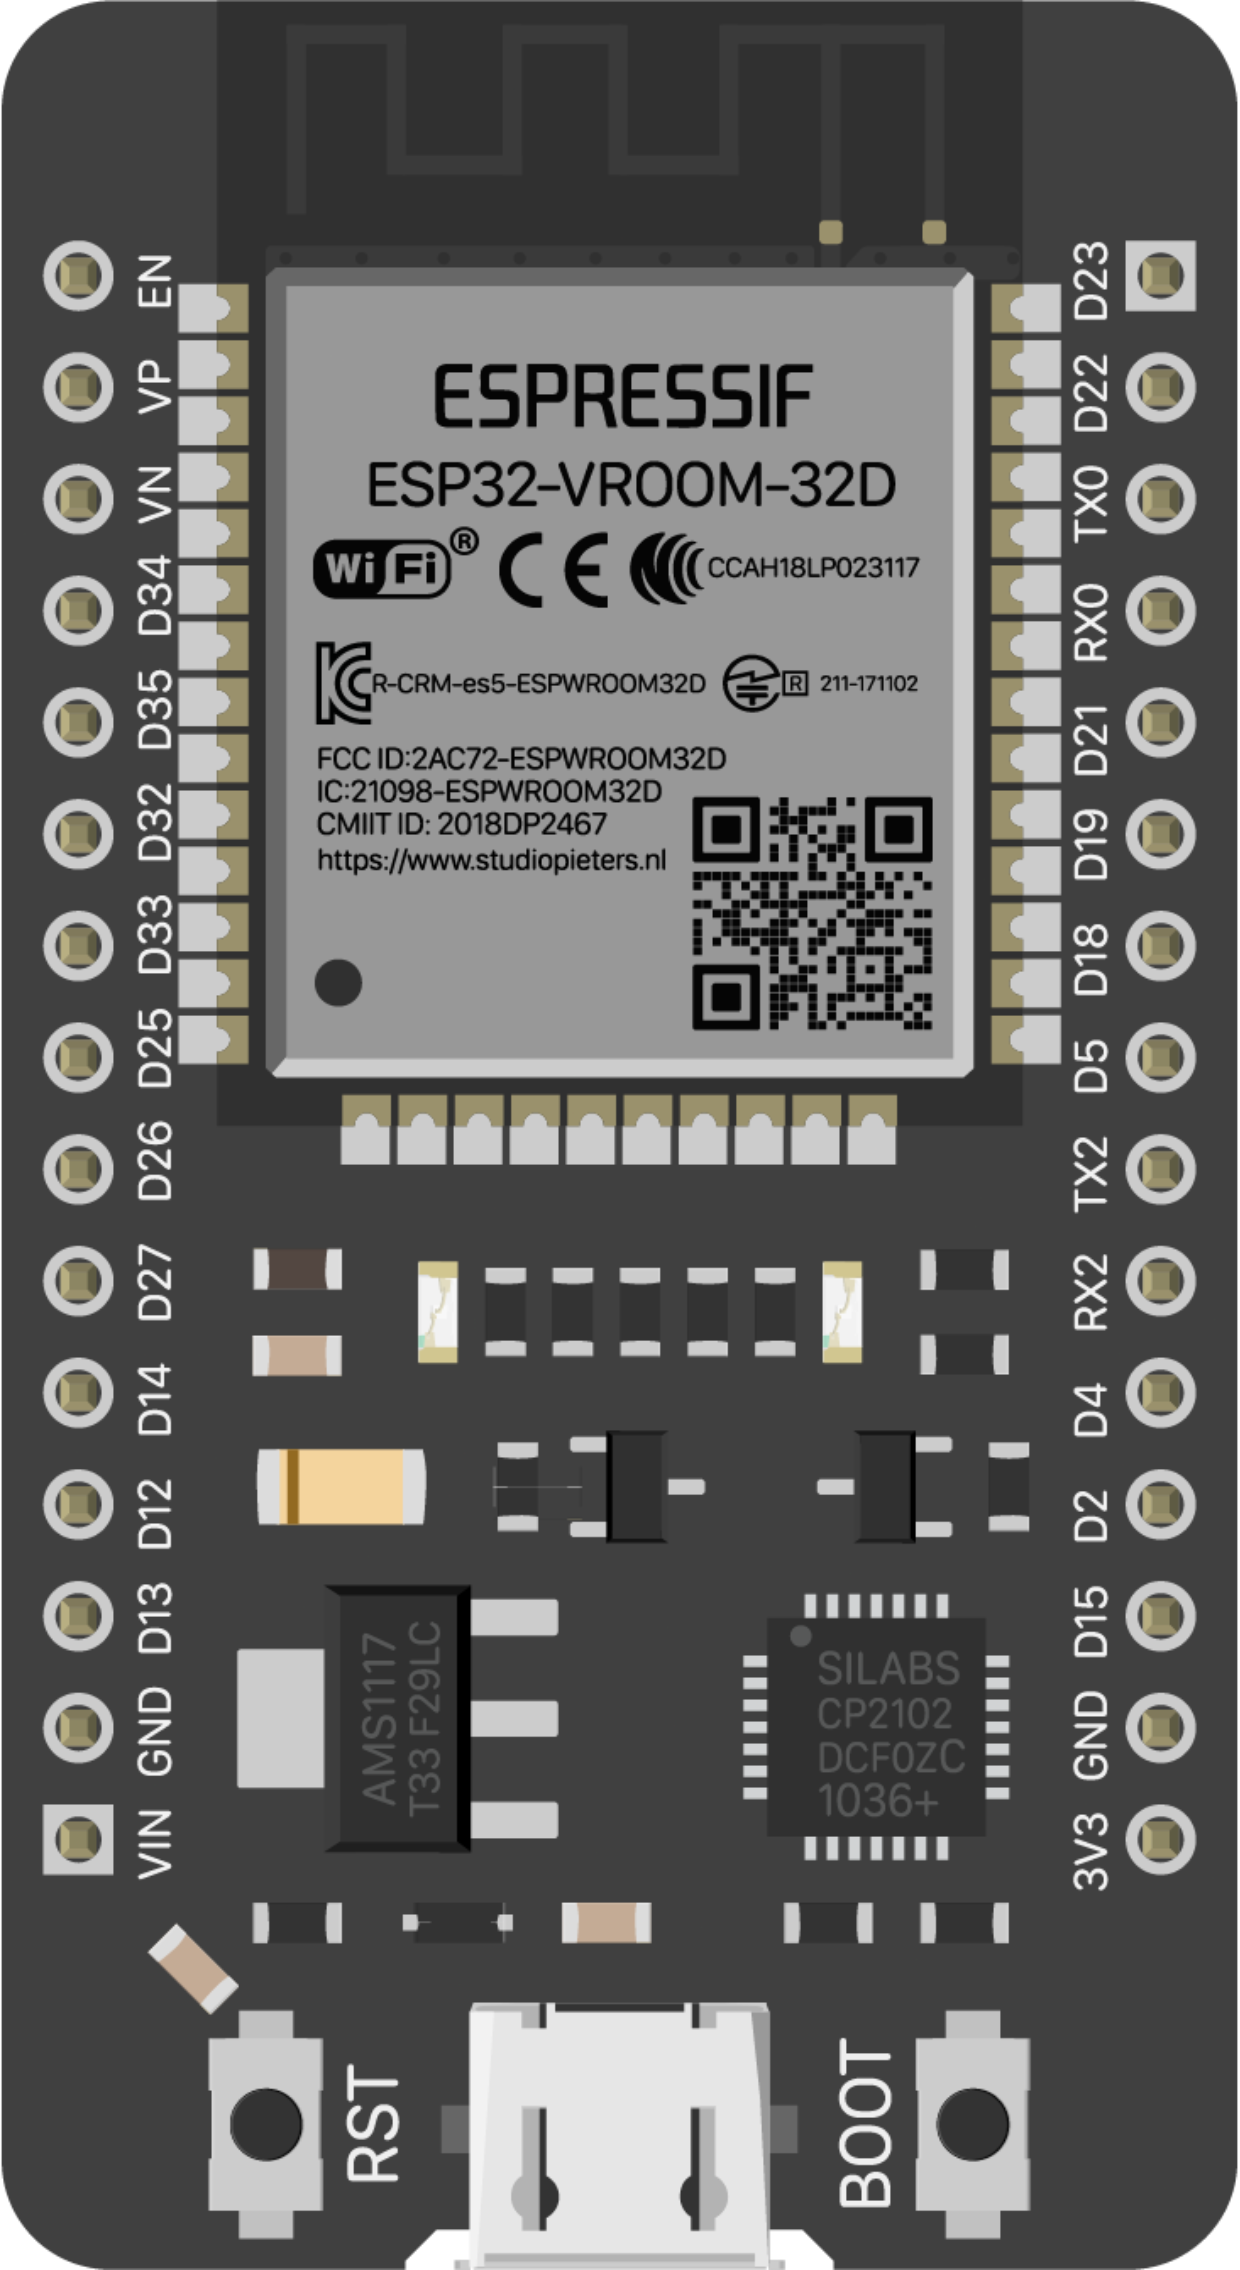 EN
VP
VN
D34
D35
D32
D33
D25
D26
D27
D14
D12
D13
GND
VIN
ESPRESSIF
ESP32-VROOM-32D
Wi Fi ® CE CCAH18LP023117
KC R-CRM-es5-ESPWROOM32D R 211-171102
FCC ID:2AC72-ESPWROOM32D
IC:21098-ESPWROOM32D
CMIIT ID: 2018DP2467
https://www.studiopieters.nl
D23
D22
TX0
RX0
D21
D19
D18
D5
TX2
RX2
D4
D2
D15
GND
3V3
AMS1117
T33 F29LC
SILABS
CP2102
DCF0ZC
1036+
RST
BOOT